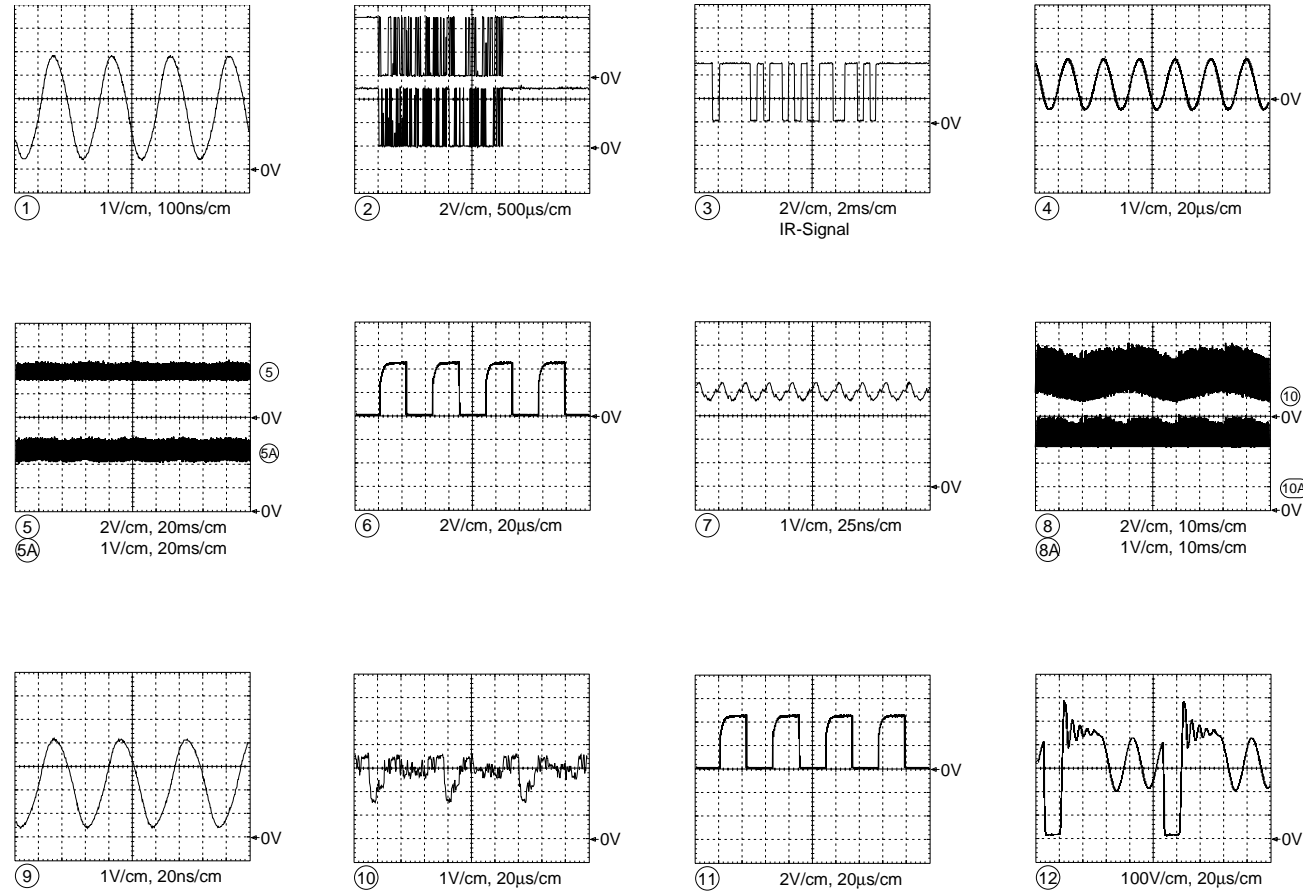 0V
① 1V/cm, 100ns/cm
0V
0V
② 2V/cm, 500µs/cm
0V
③ 2V/cm, 2ms/cm
IR-Signal
0V
④ 1V/cm, 20µs/cm
5
0V
5A
0V
⑤ 2V/cm, 20ms/cm
5A 1V/cm, 20ms/cm
0V
⑥ 2V/cm, 20µs/cm
0V
⑦ 1V/cm, 25ns/cm
10
0V
10A
0V
⑧ 2V/cm, 10ms/cm
8A 1V/cm, 10ms/cm
0V
⑨ 1V/cm, 20ns/cm
0V
⑩ 1V/cm, 20µs/cm
0V
⑪ 2V/cm, 20µs/cm
0V
⑫ 100V/cm, 20µs/cm